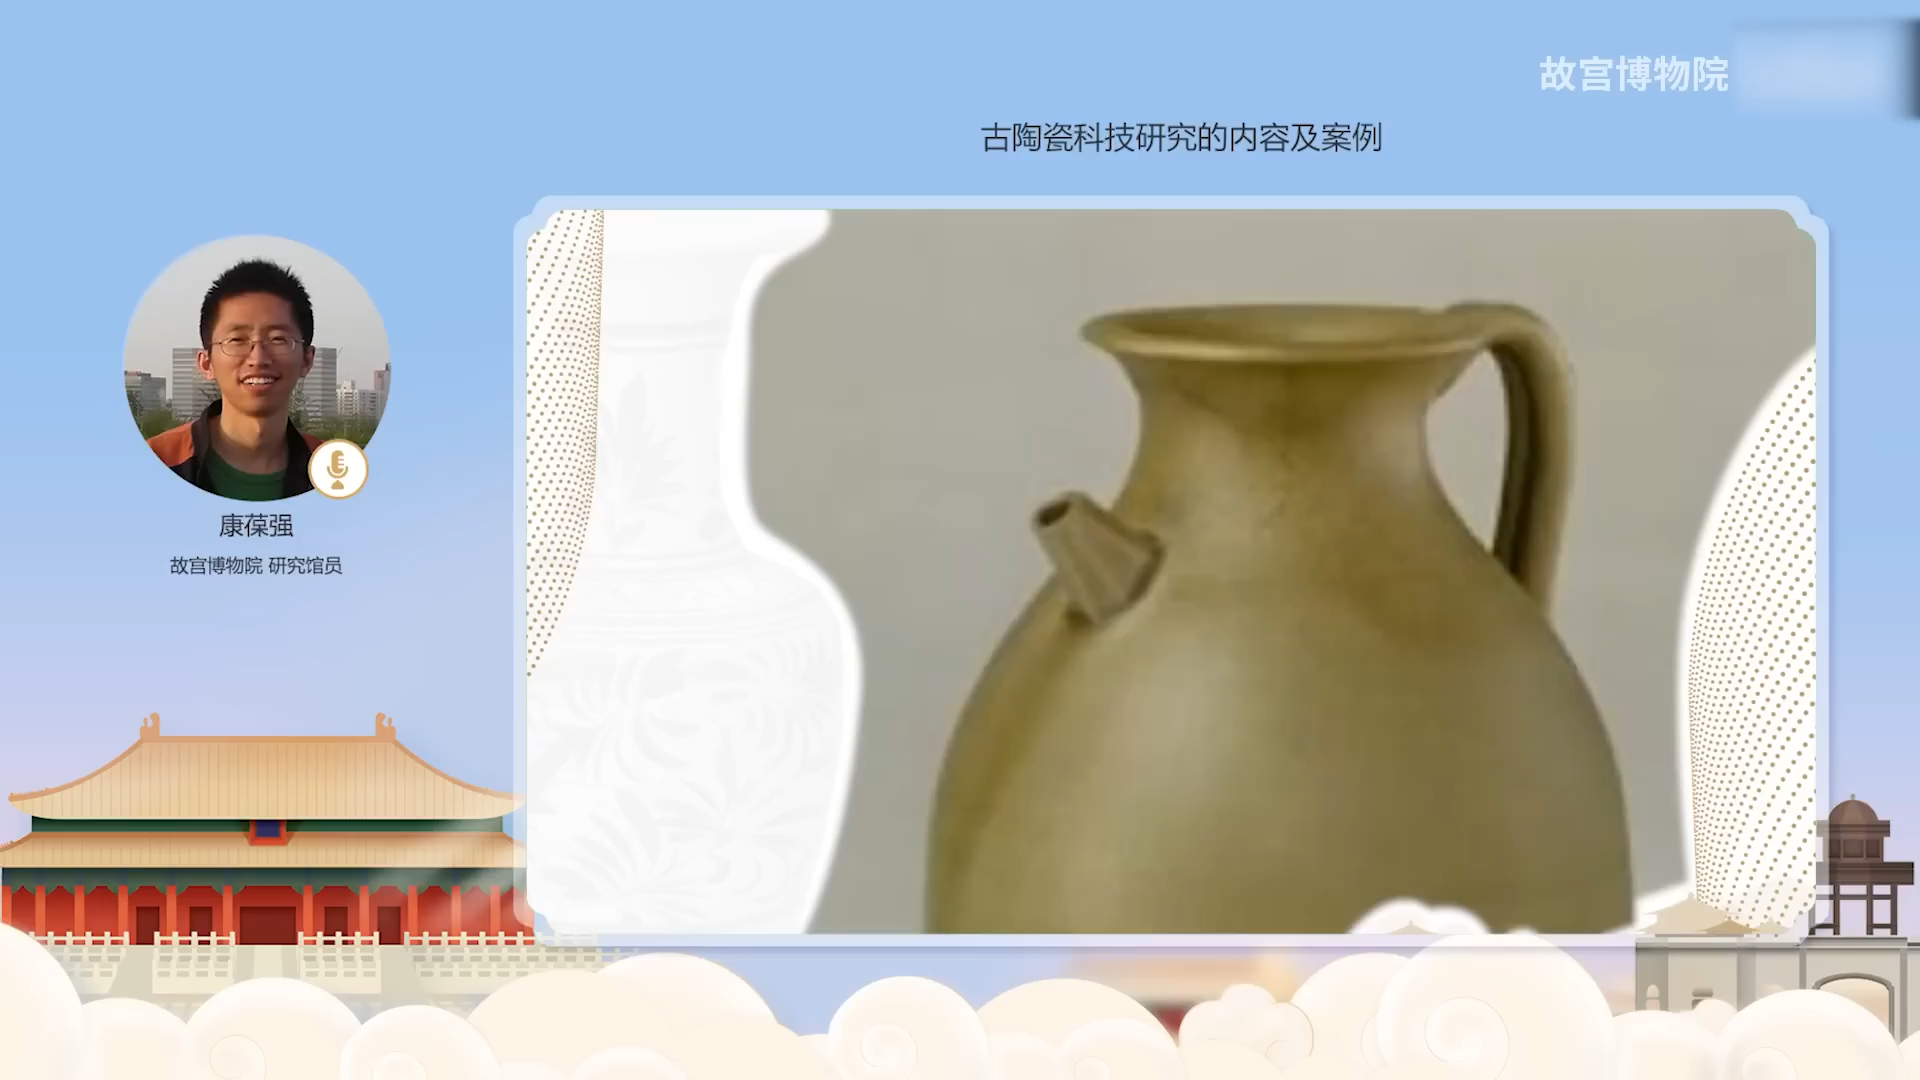 故宫博物院
古陶瓷科技研究的内容及案例
康葆强
故宫博物院 研究馆员